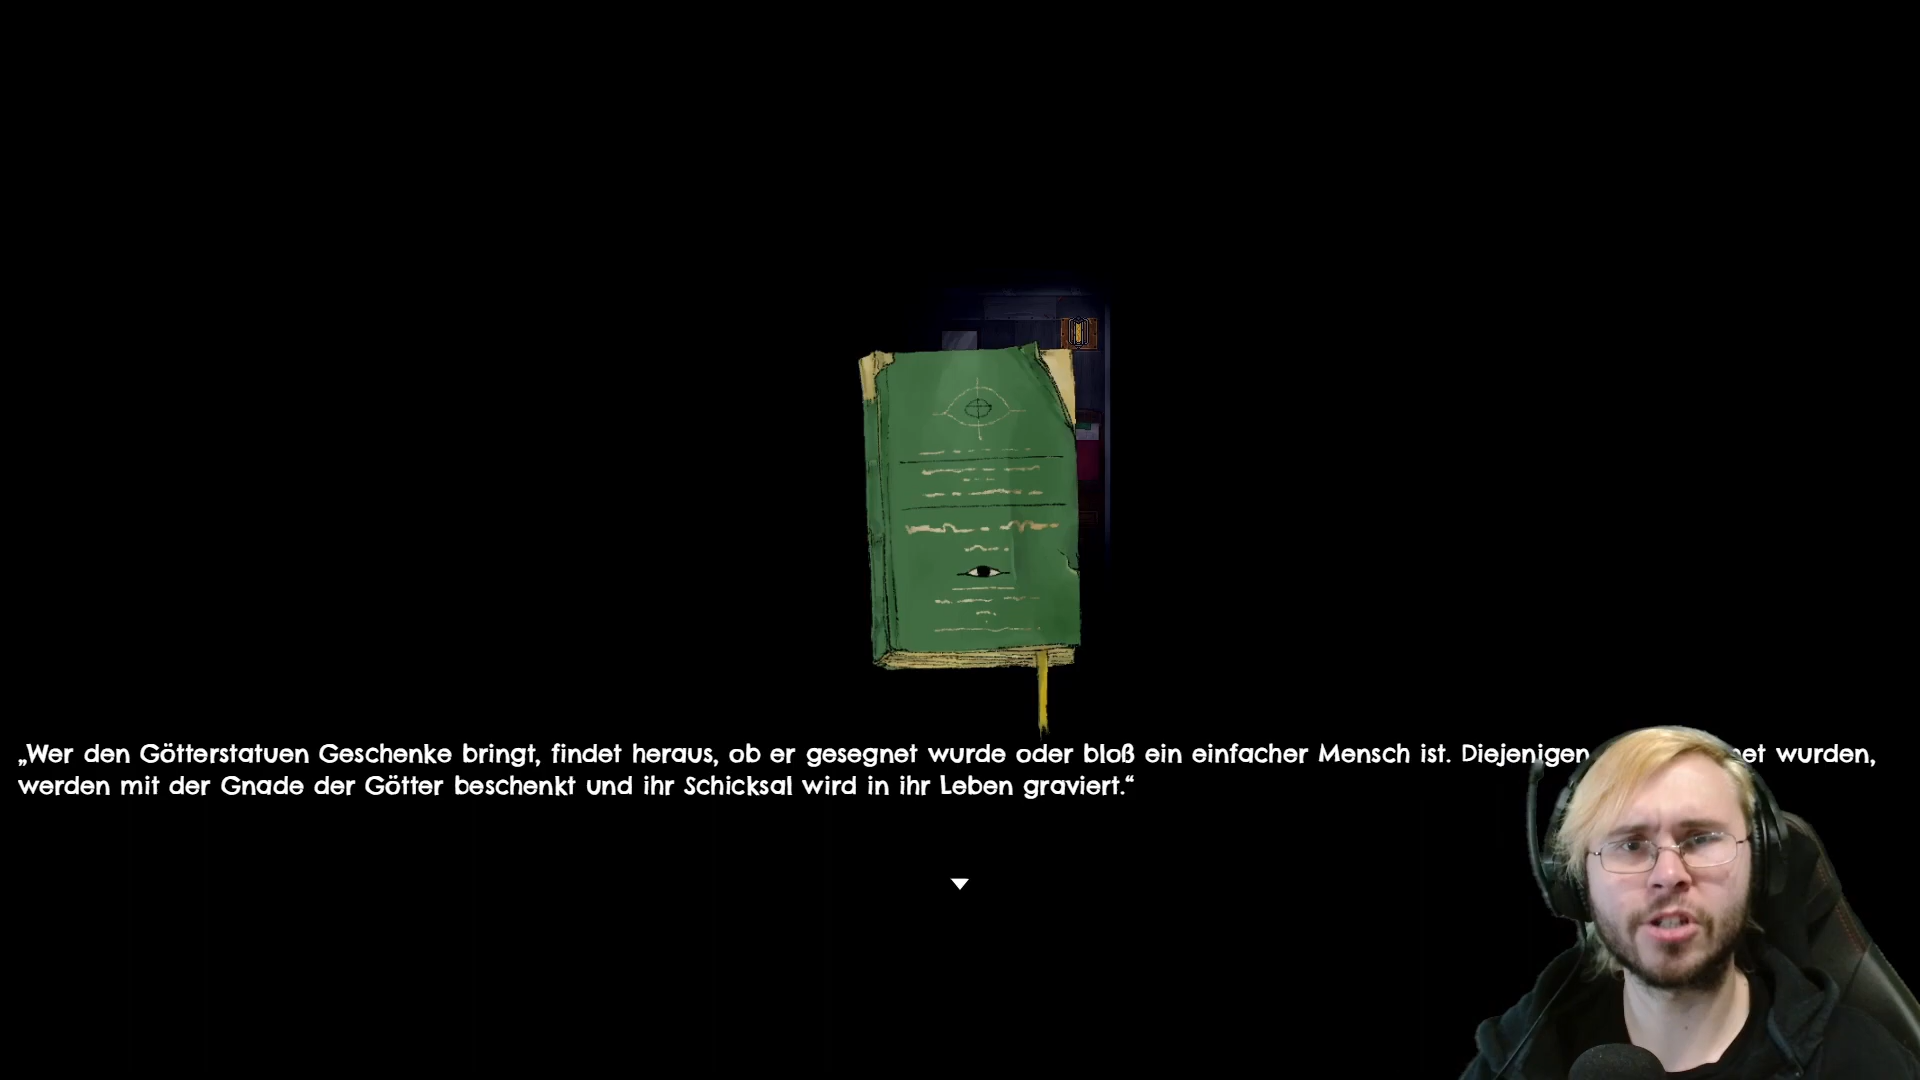 „Wer den Götterstatuen Geschenke bringt, findet heraus, ob er gesegnet wurde oder bloß ein einfacher Mensch ist. Diejenigen wurden,
werden mit der Gnade der Götter beschenkt und ihr Schicksal wird in ihr Leben graviert.“